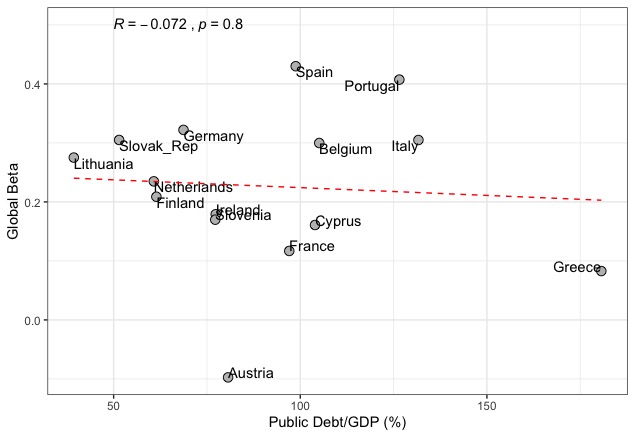 R = −0.072 , p = 0.8
Spain
Portugal
Germany
Slovak_Rep
Belgium
Italy
Lithuania
Netherlands
Finland
Ireland
Slovenia
Cyprus
France
Greece
Austria
0.4
0.2
0.0
50
100
150
Global Beta
Public Debt/GDP (%)